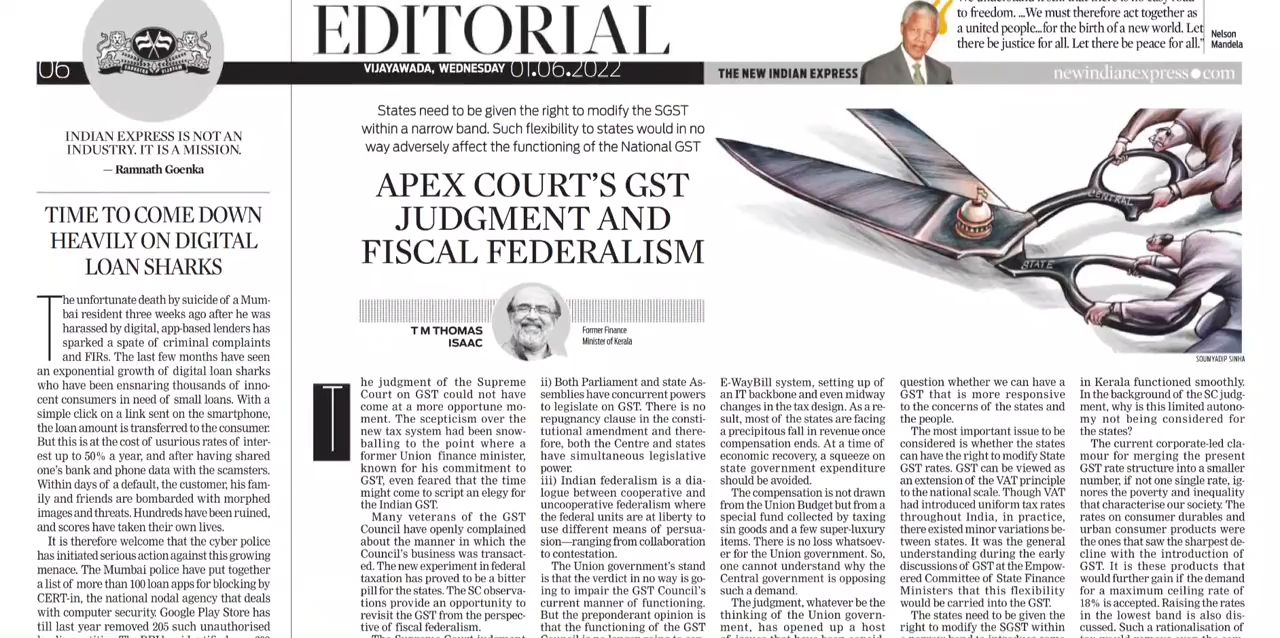 We understand it still that there is no easy road
to freedom. ...We must therefore act together as
a united people...for the birth of a new world. Let
there be justice for all. Let there be peace for all."
Nelson
Mandela
EDITORIAL
06
VIJAYAWADA, WEDNESDAY 01.06.2022
THE NEW INDIAN EXPRESS
newindianexpress●com
INDIAN EXPRESS IS NOT AN
INDUSTRY. IT IS A MISSION.
— Ramnath Goenka
TIME TO COME DOWN
HEAVILY ON DIGITAL
LOAN SHARKS
The unfortunate death by suicide of a Mum-
bai resident three weeks ago after he was
harassed by digital, app-based lenders has
sparked a spate of criminal complaints
and FIRs. The last few months have seen
an exponential growth of digital loan sharks
who have been ensnaring thousands of inno-
cent consumers in need of small loans. With a
simple click on a link sent on the smartphone,
the loan amount is transferred to the consumer.
But this is at the cost of usurious rates of inter-
est up to 50% a year, and after having shared
one's bank and phone data with the scamsters.
Within days of a default, the customer, his fam-
ily and friends are bombarded with morphed
images and threats. Hundreds have been ruined,
and scores have taken their own lives.
It is therefore welcome that the cyber police
has initiated serious action against this growing
menace. The Mumbai police have put together
a list of more than 100 loan apps for blocking by
CERT-in, the national nodal agency that deals
with computer security. Google Play Store has
till last year removed 205 such unauthorised
States need to be given the right to modify the SGST
within a narrow band. Such flexibility to states would in no
way adversely affect the functioning of the National GST
APEX COURT'S GST
JUDGMENT AND
FISCAL FEDERALISM
T M THOMAS
ISAAC
Former Finance
Minister of Kerala
CENTRAL
STATE
SOUMYADIP SINHA
The judgment of the Supreme
Court on GST could not have
come at a more opportune mo-
ment. The scepticism over the
new tax system had been snow-
balling to the point where a
former Union finance minister,
known for his commitment to
GST, even feared that the time
might come to script an elegy for
the Indian GST.
Many veterans of the GST
Council have openly complained
about the manner in which the
Council's business was transact-
ed. The new experiment in federal
taxation has proved to be a bitter
pill for the states. The SC observa-
tions provide an opportunity to
revisit the GST from the perspec-
tive of fiscal federalism.
The Supreme Court judgment
ii) Both Parliament and state As-
semblies have concurrent powers
to legislate on GST. There is no
repugnancy clause in the consti-
tutional amendment and there-
fore, both the Centre and states
have simultaneous legislative
power.
iii) Indian federalism is a dia-
logue between cooperative and
uncooperative federalism where
the federal units are at liberty to
use different means of persua-
sion—ranging from collaboration
to contestation.
The Union government's stand
is that the verdict in no way is go-
ing to impair the GST Council's
current manner of functioning.
But the preponderant opinion is
that the functioning of the GST
E-WayBill system, setting up of
an IT backbone and even midway
changes in the tax design. As a re-
sult, most of the states are facing
a precipitous fall in revenue once
compensation ends. At a time of
economic recovery, a squeeze on
state government expenditure
should be avoided.
The compensation is not drawn
from the Union Budget but from a
special fund collected by taxing
sin goods and a few super-luxury
items. There is no loss whatsoev-
er for the Union government. So,
one cannot understand why the
Central government is opposing
such a demand.
The judgment, whatever be the
thinking of the Union govern-
ment, has opened up a host
question whether we can have a
GST that is more responsive
to the concerns of the states and
the people.
The most important issue to be
considered is whether the states
can have the right to modify State
GST rates. GST can be viewed as
an extension of the VAT principle
to the national scale. Though VAT
had introduced uniform tax rates
throughout India, in practice,
there existed minor variations be-
tween states. It was the general
understanding during the early
discussions of GST at the Empow-
ered Committee of State Finance
Ministers that this flexibility
would be carried into the GST.
The states need to be given the
right to modify the SGST within
in Kerala functioned smoothly.
In the background of the SC judg-
ment, why is this limited autono-
my not being considered for
the states?
The current corporate-led cla-
mour for merging the present
GST rate structure into a smaller
number, if not one single rate, ig-
nores the poverty and inequality
that characterise our society. The
rates on consumer durables and
urban consumer products were
the ones that saw the sharpest de-
cline with the introduction of
GST. It is these products that
would further gain if the demand
for a maximum ceiling rate of
18% is accepted. Raising the rates
in the lowest band is also dis-
cussed. Such a rationalisation of